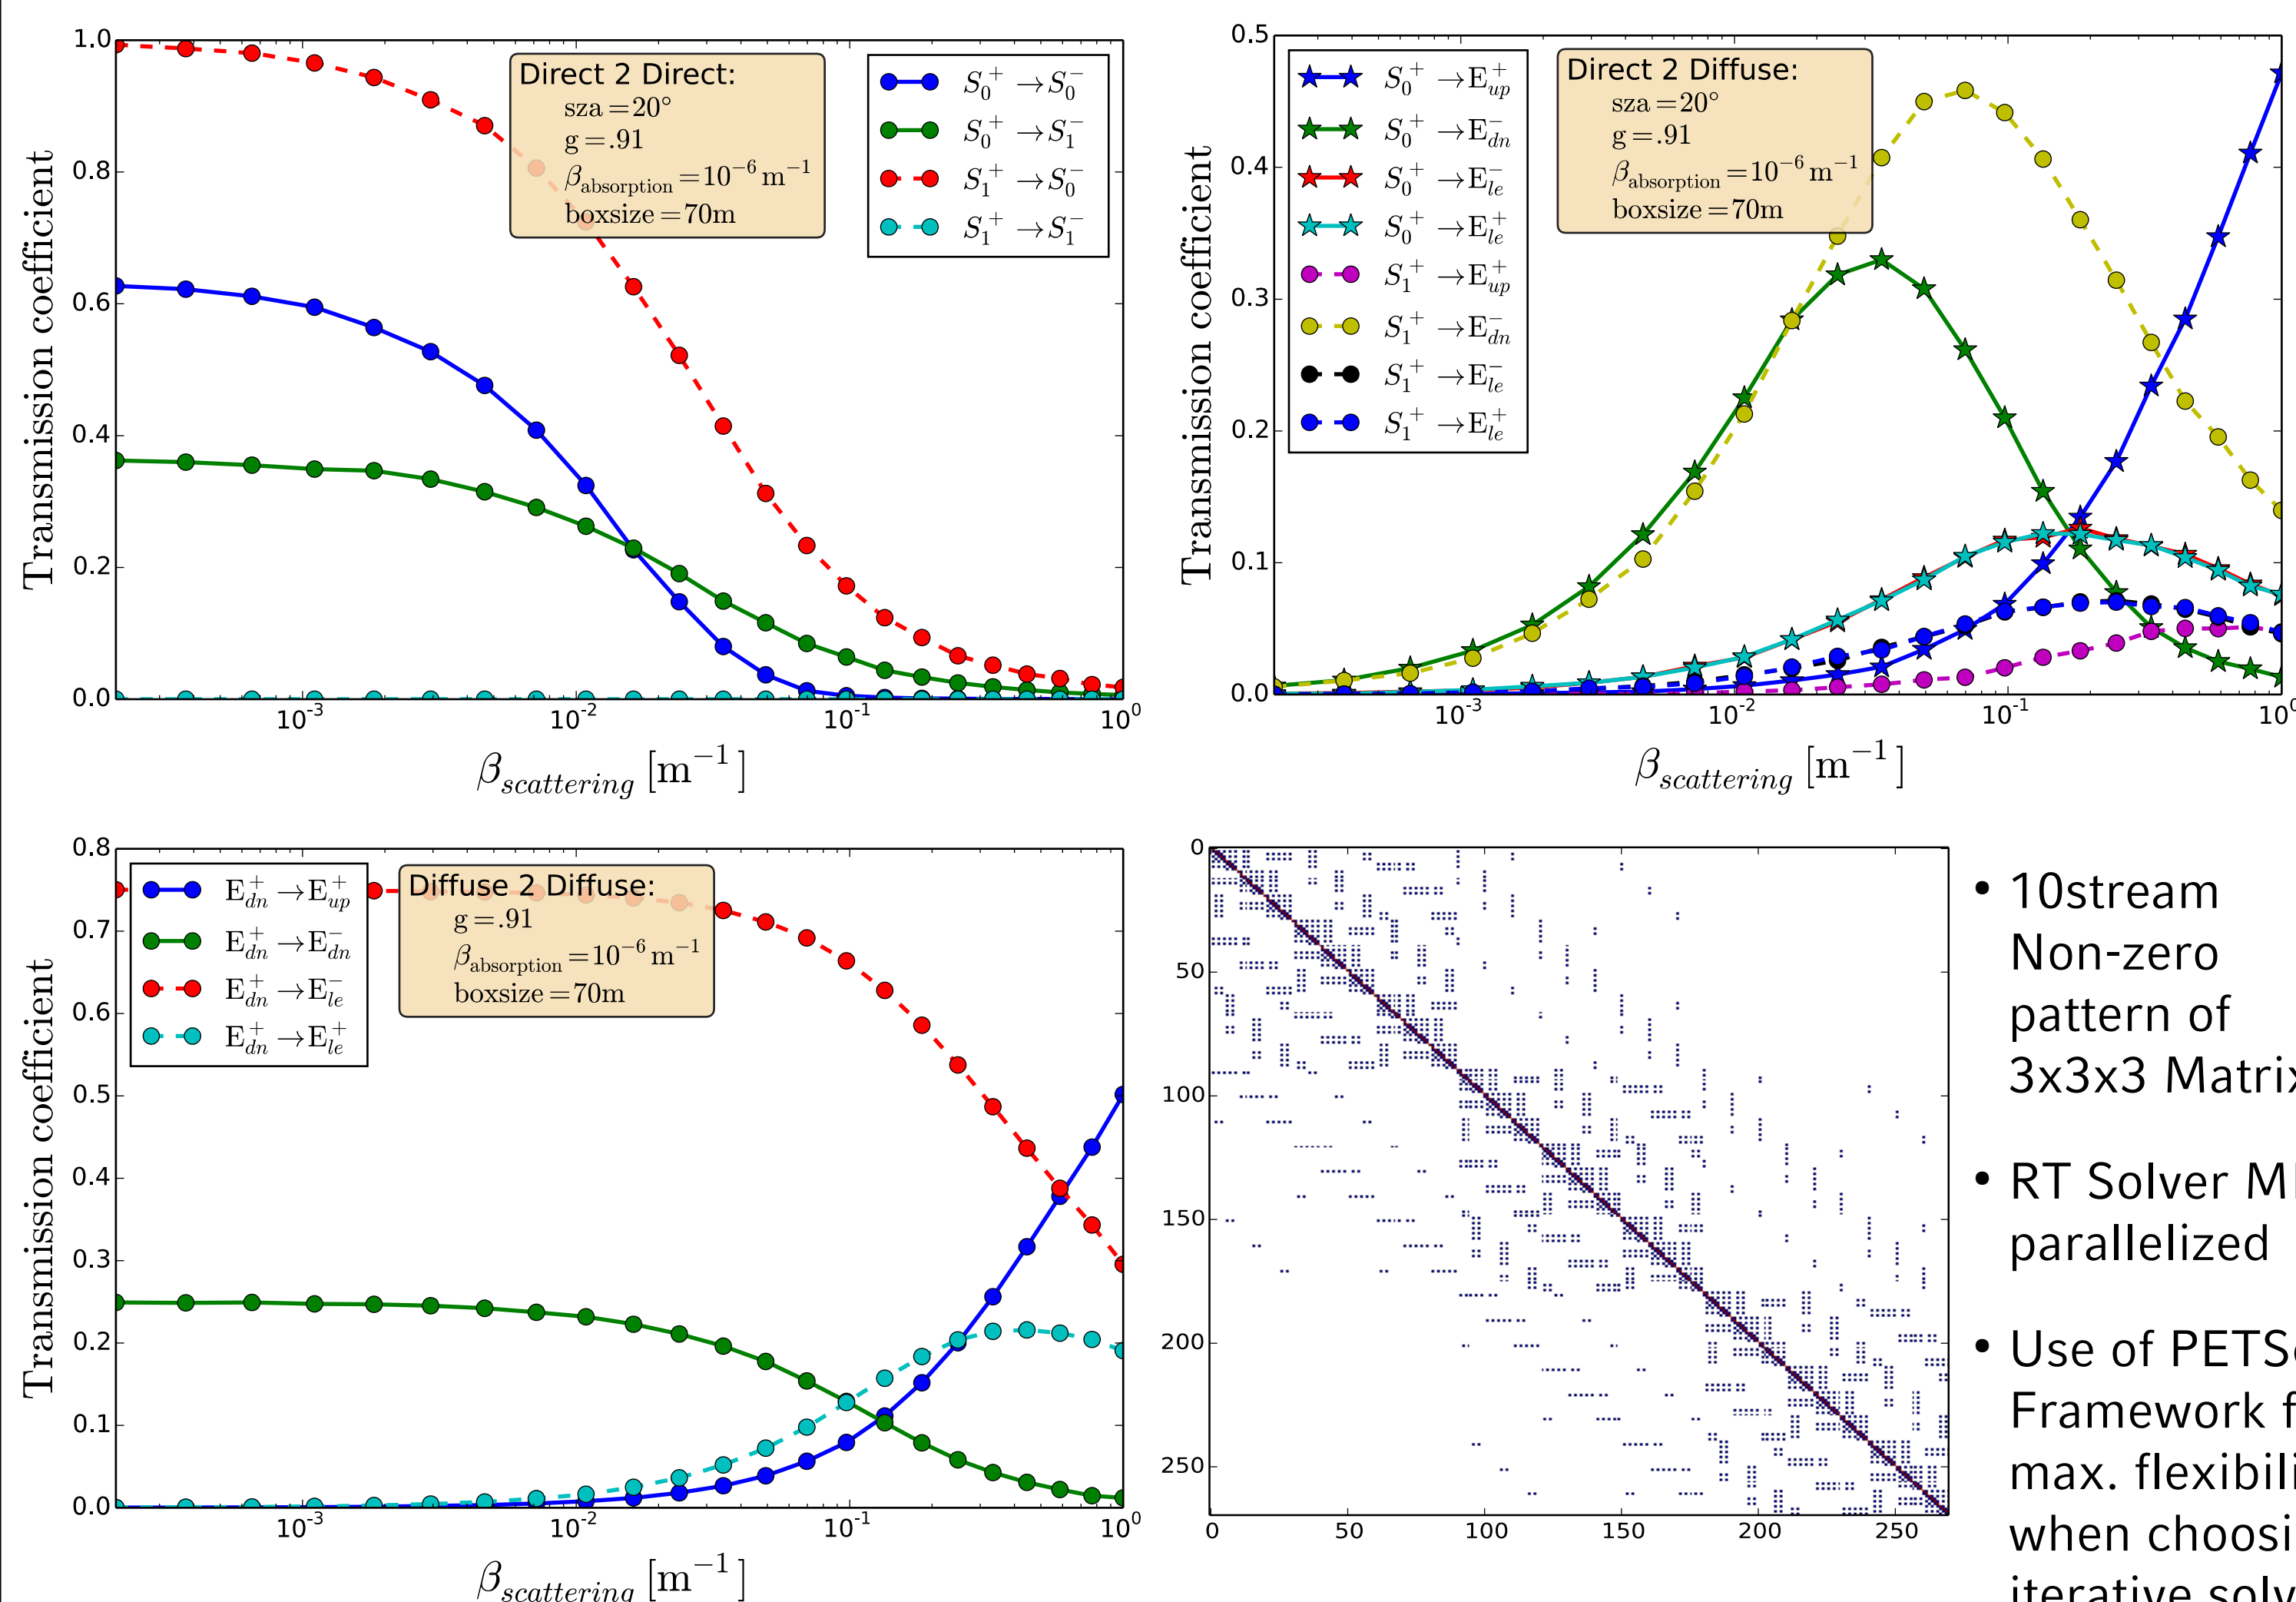 1.0
0.8
0.6
0.4
0.2
0.0
Transmission coefficient
Direct 2 Direct:
sza=20°
g=.91
β_absorption=10⁻⁶ m⁻¹
boxsize=70m
S₀⁺ → S₀⁻
S₀⁺ → S₁⁻
S₁⁺ → S₀⁻
S₁⁺ → S₁⁻
10⁻³ 10⁻² 10⁻¹ 10⁰
β_scattering [m⁻¹]
0.5
0.4
0.3
0.2
0.1
0.0
Transmission coefficient
S₀⁺ → E_up⁺
S₀⁺ → E_dn⁻
S₀⁺ → E_le⁻
S₀⁺ → E_le⁺
S₁⁺ → E_up⁺
S₁⁺ → E_dn⁻
S₁⁺ → E_le⁻
S₁⁺ → E_le⁺
Direct 2 Diffuse:
sza=20°
g=.91
β_absorption=10⁻⁶ m⁻¹
boxsize=70m
10⁻³ 10⁻² 10⁻¹ 10⁰
β_scattering [m⁻¹]
0.8
0.7
0.6
0.5
0.4
0.3
0.2
0.1
0.0
Transmission coefficient
E_dn⁺ → E_up⁺
E_dn⁺ → E_dn⁻
E_dn⁺ → E_le⁻
E_dn⁺ → E_le⁺
Diffuse 2 Diffuse:
g=.91
β_absorption=10⁻⁶ m⁻¹
boxsize=70m
10⁻³ 10⁻² 10⁻¹ 10⁰
β_scattering [m⁻¹]
0
50
100
150
200
250
0 50 100 150 200 250
• 10stream
Non-zero
pattern of
3x3x3 Matrix
• RT Solver
parallelized
• Use of
Framework
max.
when
iterative